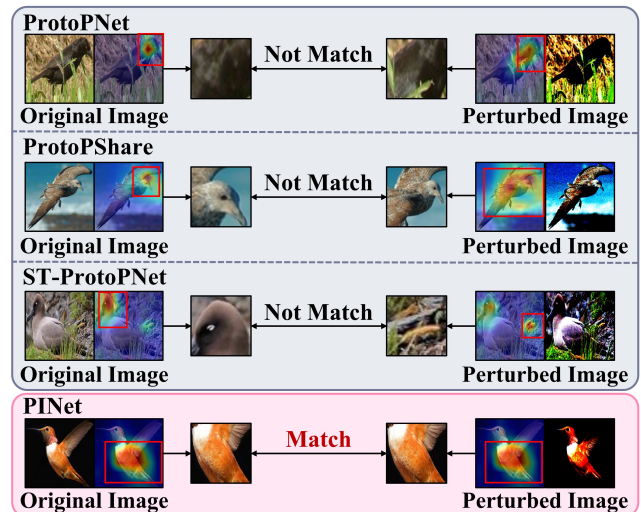 ProtoPNet
Not Match
Original Image
Perturbed Image
ProtoPShare
Not Match
Original Image
Perturbed Image
ST-ProtoPNet
Not Match
Original Image
Perturbed Image
PINet
Match
Original Image
Perturbed Image